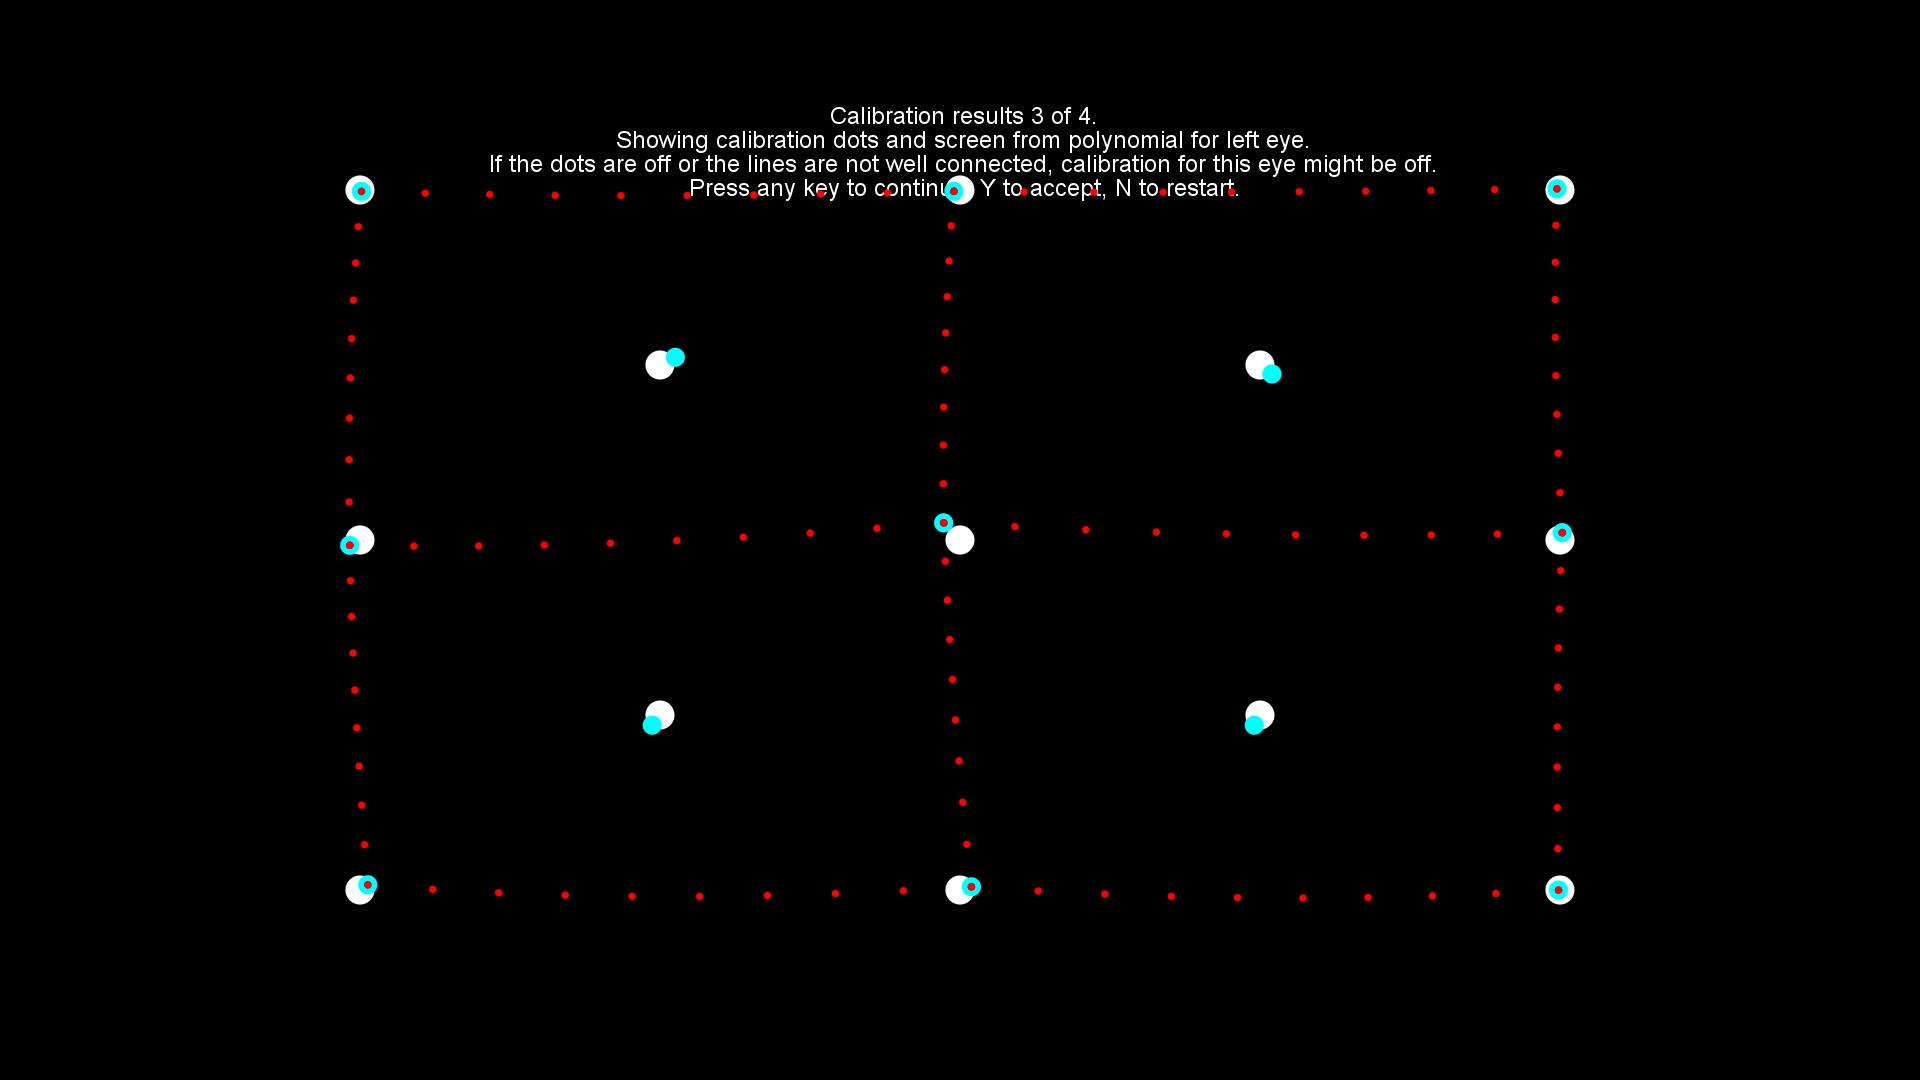 Calibration results 3 of 4.
Showing calibration dots and screen from polynomial for left eye.
If the dots are off or the lines are not well connected, calibration for this eye might be off.
Press any key to continue, Y to accept, N to restart.